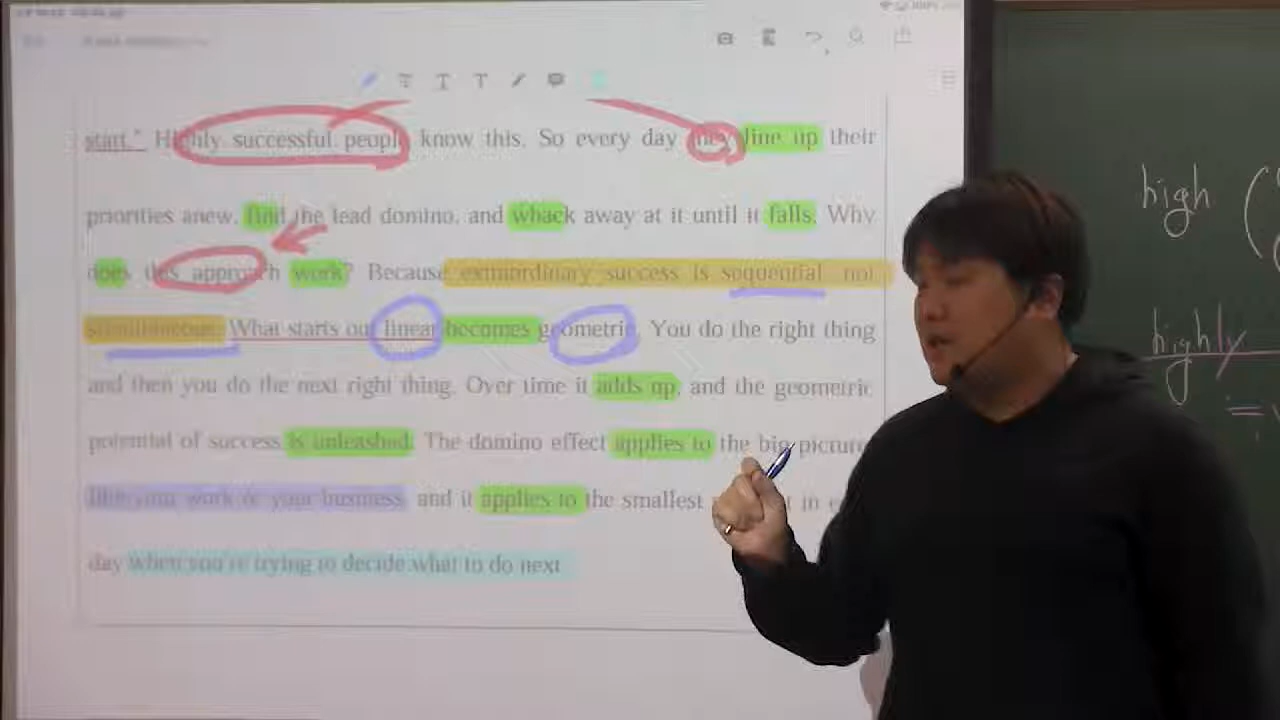 start." Highly successful people know this. So every day they line up their
priorities anew, find the lead domino, and whack away at it until it falls. Why
does this approach work? Because extraordinary success is sequential, not
simultaneous. What starts out linear becomes geometric. You do the right thing
and then you do the next right thing. Over time it adds up, and the geometric
potential of success is unleashed. The domino effect applies to the big picture,
like your work or your business, and it applies to the smallest in
day when you're trying to decide what to do next
high (
highly
=